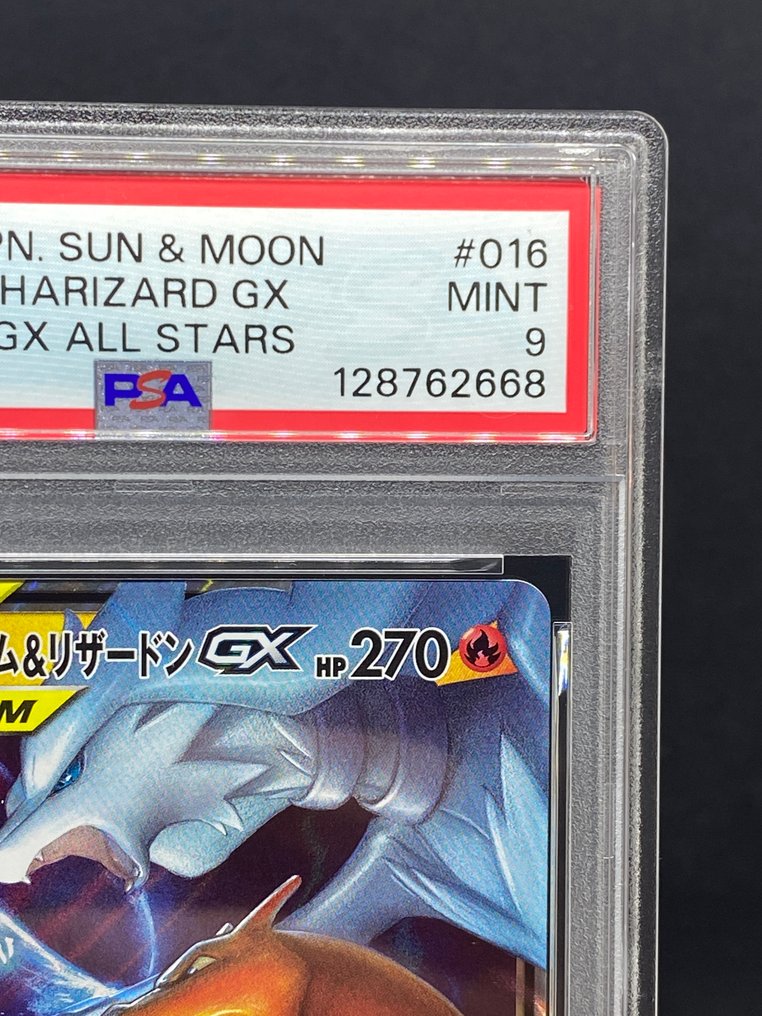 PN. SUN & MOON #016
HARIZARD GX MINT
GX ALL STARS 9
PSA 128762668
ム&リザードンGX HP270
M